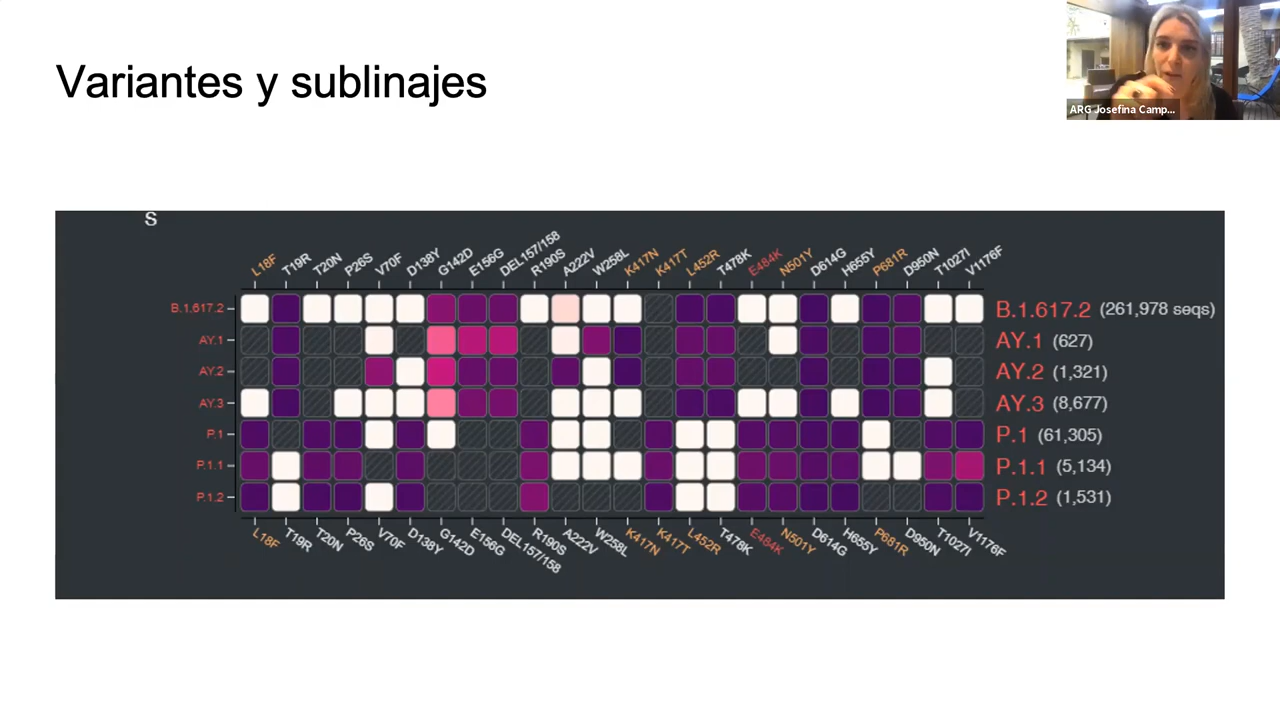 Variantes y sublinajes
ARG Josefina Camp...
S
L18F T19R T20N P26S V70F D138Y G142D E156G DEL157/158 R190S A222V W258L K417N K417T L452R T478K E484K N501Y D614G H655Y P681R D950N T1027I V1176F
B.1.617.2 B.1.617.2 (261,978 seqs)
AY.1 AY.1 (627)
AY.2 AY.2 (1,321)
AY.3 AY.3 (8,677)
P.1 P.1 (61,305)
P.1.1 P.1.1 (5,134)
P.1.2 P.1.2 (1,531)
L18F T19R T20N P26S V70F D138Y G142D E156G DEL157/158 R190S A222V W258L K417N K417T L452R T478K E484K N501Y D614G H655Y P681R D950N T1027I V1176F